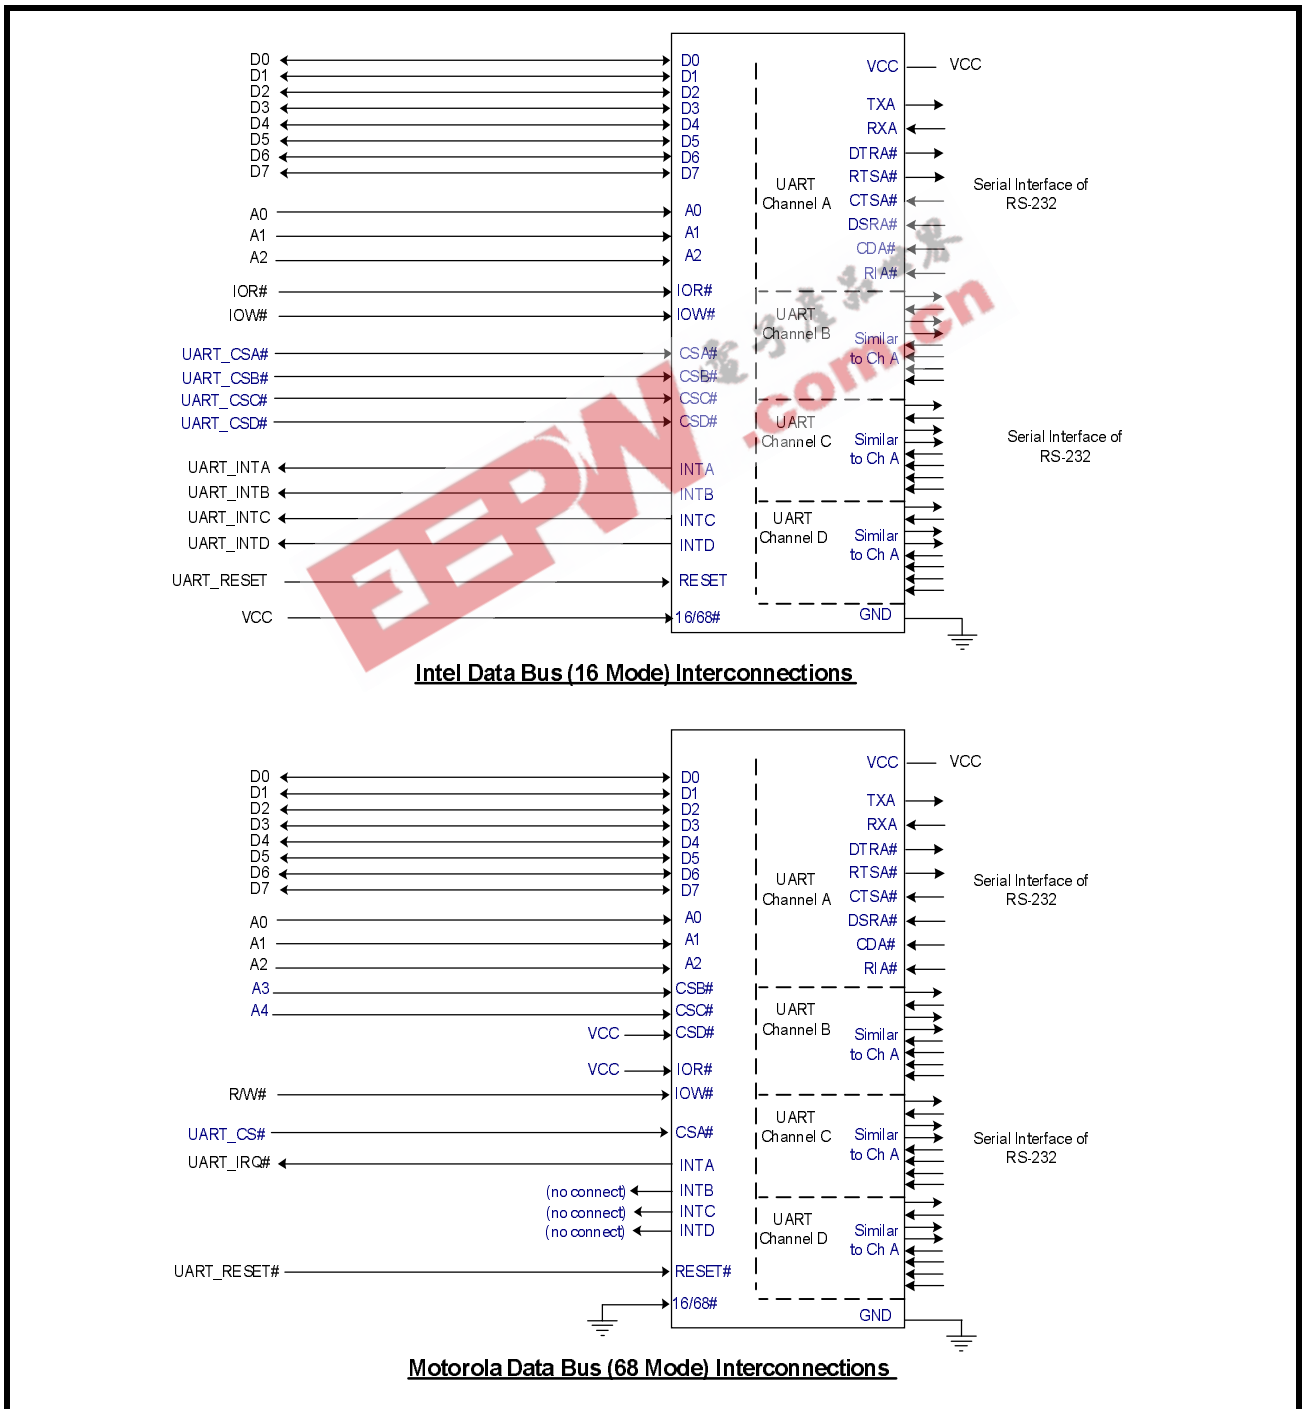 D0 D0
D1 D1
D2 D2
D3 D3
D4 D4
D5 D5
D6 D6
D7 D7
A0 A0
A1 A1
A2 A2
IOR# IOR#
IOW# IOW#
UART_CSA# CSA#
UART_CSB# CSB#
UART_CSC# CSC#
UART_CSD# CSD#
UART_INTA INTA
UART_INTB INTB
UART_INTC INTC
UART_INTD INTD
UART_RESET RESET
VCC 16/68#
UART
Channel A
UART
Channel B
UART
Channel C
UART
Channel D
VCC VCC
TXA
RXA
DTRA#
RTSA#
CTSA#
DSRA#
CDA#
RIA#
Similar
to Ch A
Similar
to Ch A
Similar
to Ch A
GND
Serial Interface of
RS-232
Serial Interface of
RS-232
電子產品世界
EEPW.com.cn
Intel Data Bus (16 Mode) Interconnections
D0 D0
D1 D1
D2 D2
D3 D3
D4 D4
D5 D5
D6 D6
D7 D7
A0 A0
A1 A1
A2 A2
A3 CSB#
A4 CSC#
VCC CSD#
VCC IOR#
R/W# IOW#
UART_CS# CSA#
UART_IRQ# INTA
(no connect) INTB
(no connect) INTC
(no connect) INTD
UART_RESET# RESET#
16/68#
UART
Channel A
UART
Channel B
UART
Channel C
UART
Channel D
VCC VCC
TXA
RXA
DTRA#
RTSA#
CTSA#
DSRA#
CDA#
RIA#
Similar
to Ch A
Similar
to Ch A
Similar
to Ch A
GND
Serial Interface of
RS-232
Serial Interface of
RS-232
Motorola Data Bus (68 Mode) Interconnections